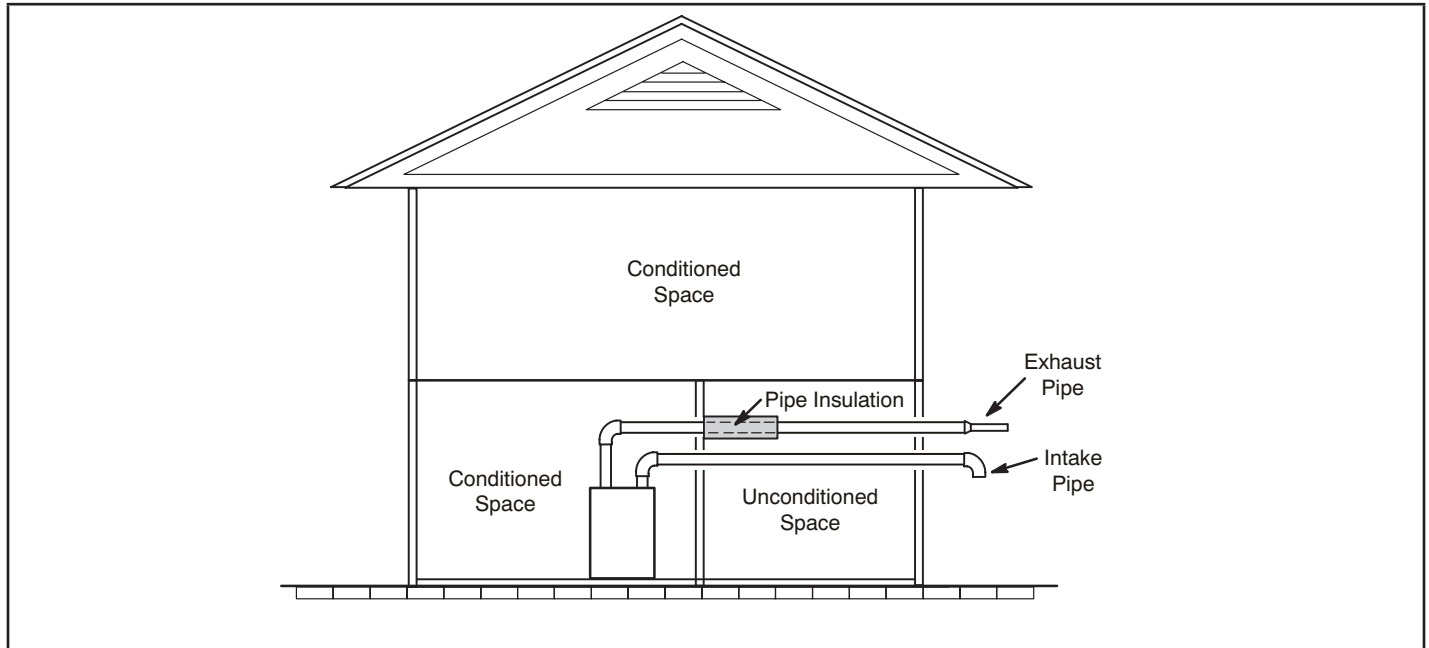 Conditioned
Space
Exhaust
Pipe
Pipe Insulation
Intake
Pipe
Conditioned
Space
Unconditioned
Space